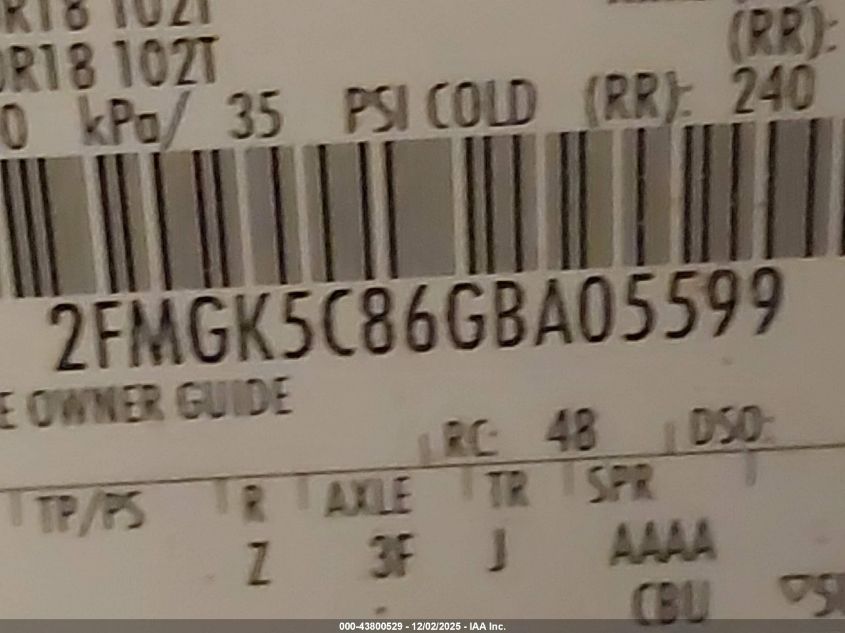 R18 102T
0R18 102T
(RR):
0 kPa/ 35 PSI COLD (RR): 240
2FMGK5C86GBA05599
E OWNER GUIDE
RC: 48 DSO:
TP/PS R AXLE TR SPR
Z 3F J AAAA
CBU
000-43800529 - 12/02/2025 - IAA Inc.